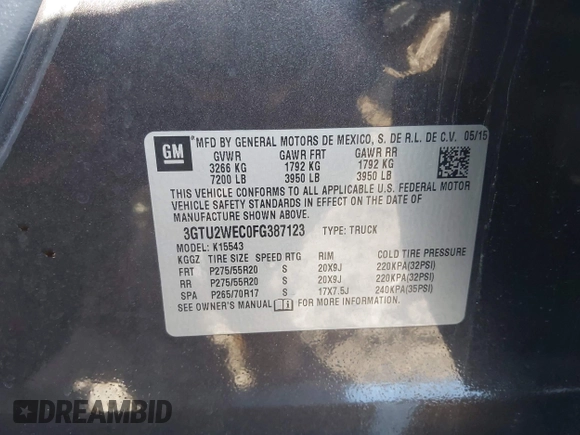 GM
®MFD BY GENERAL MOTORS DE MEXICO, S. DE R.L. DE C.V. 05/15
GVWR GAWR FRT GAWR RR
3266 KG 1792 KG 1792 KG
7200 LB 3950 LB 3950 LB
THIS VEHICLE CONFORMS TO ALL APPLICABLE U.S. FEDERAL MOTOR
VEHICLE SAFETY STANDARDS IN EFFECT ON THE DATE OF
MANUFACTURE SHOWN ABOVE.
3GTU2WEC0FG387123 TYPE: TRUCK
MODEL: K15543
KGGZ TIRE SIZE SPEED RTG RIM COLD TIRE PRESSURE
FRT P275/55R20 S 20X9J 220KPA(32PSI)
RR P275/55R20 S 20X9J 220KPA(32PSI)
SPA P265/70R17 S 17X7.5J 240KPA(35PSI)
SEE OWNER'S MANUAL FOR MORE INFORMATION.
DREAMBID